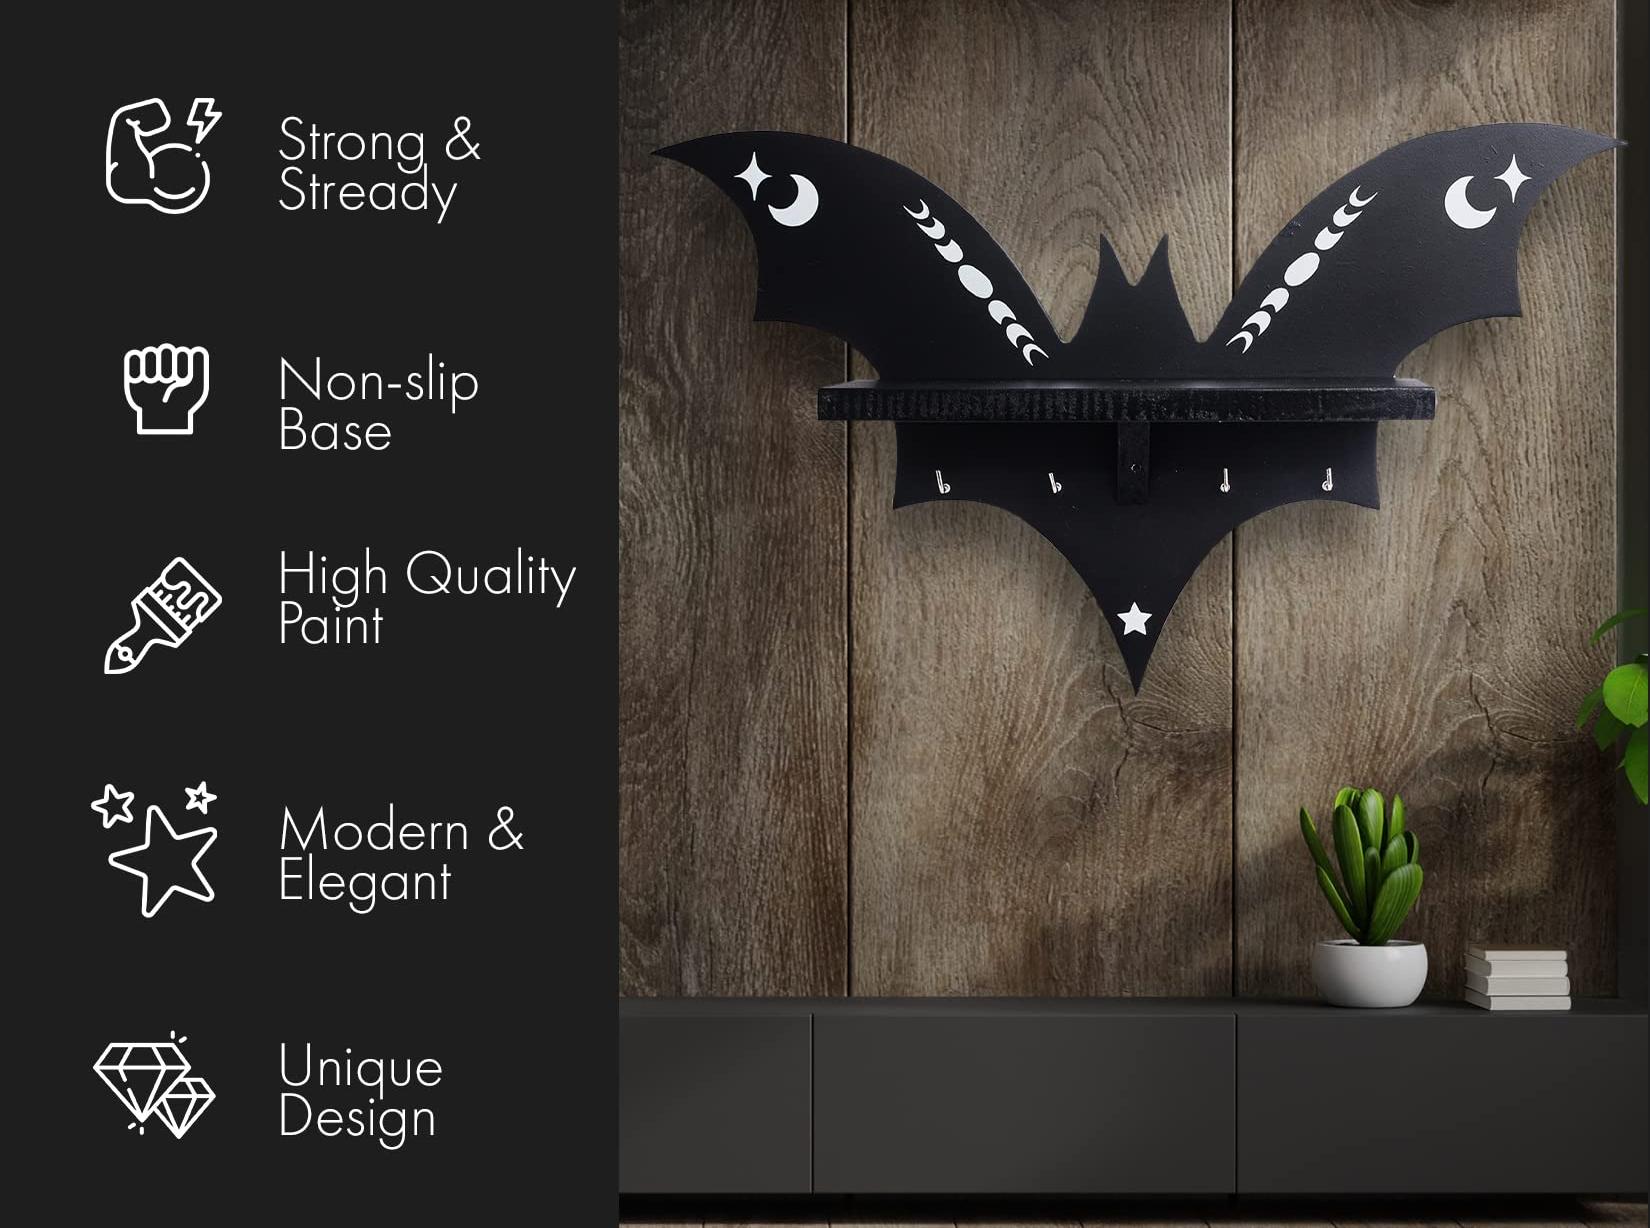 Strong &
Stready
Non-slip
Base
High Quality
Paint
Modern &
Elegant
Unique
Design